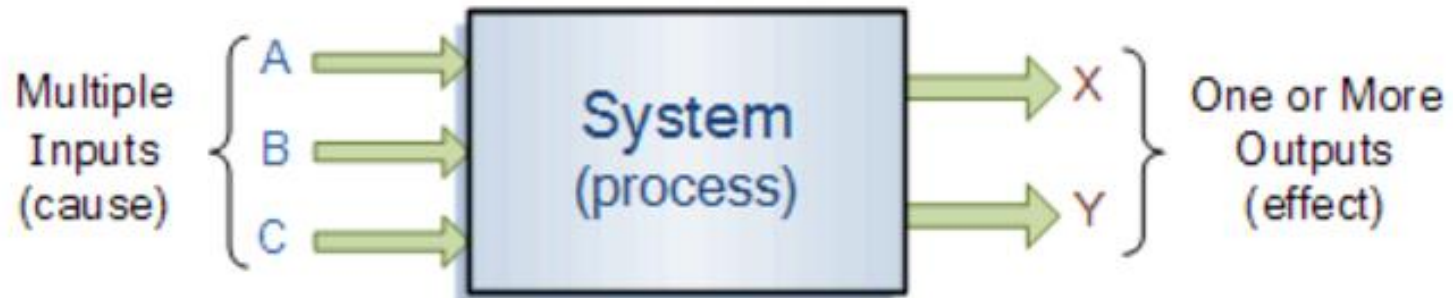 Multiple
Inputs
(cause)
A
B
C
System
(process)
X
Y
One or More
Outputs
(effect)